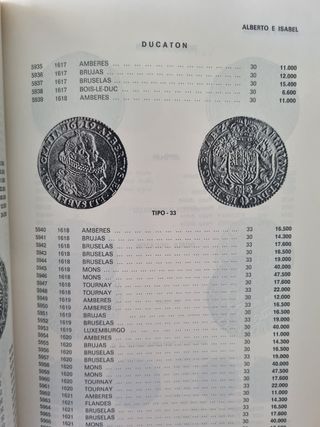 ALBERTO E ISABEL
DUCATON
5935 1617 AMBERES ... 30 11.000
5936 1617 BRUJAS ... 30 12.000
5937 1617 BRUSELAS ... 30 15.400
5938 1617 BOIS-LE-DUC ... 30 6.600
5939 1618 AMBERES ... 30 11.000
TIPO - 33
5940 1618 AMBERES ... 33 16.500
5941 1618 BRUJAS ... 33 14.300
5942 1618 BRUSELAS ... 33 17.600
5943 1618 BRUSELAS ... 33 16.500
5944 1618 BRUSELAS ... 33 19.000
5945 1618 MONS ... 33 40.000
5946 1618 MONS ... 33 47.500
5947 1618 TOURNAY ... 33 17.600
5948 1618 TOURNAY ... 33 22.000
5949 1619 AMBERES ... 33 12.000
5950 1619 AMBERES ... 33 16.500
5951 1619 BRUJAS ... 33 16.500
5952 1619 BRUSELAS ... 33 19.000
5953 1619 LUXEMBURGO ... 33 40.000
5954 1620 AMBERES ... 33 11.000
5955 1620 BRUJAS ... 33 14.300
5956 1620 BRUSELAS ... 33 16.500
5957 1620 BRUSELAS ... 33 19.000
5958 1620 MONS ... 33 40.000
5959 1620 MONS ... 33 47.500
5960 1620 TOURNAY ... 33 17.600
5961 1620 TOURNAY ... 33 22.000
5962 1621 AMBERES ... 33 11.000
5963 1621 FLANDES ... 33 40.000
1621 BRUSELAS ... 33 16.500
1621 BRUSELAS ... 33
1621 MONS ... 33 40.000